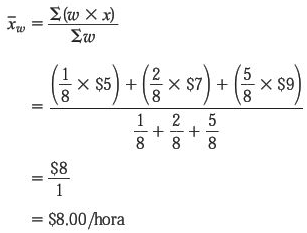 x̄w = Σ(w × x) / Σw
= ((1/8 × $5) + (2/8 × $7) + (5/8 × $9)) / (1/8 + 2/8 + 5/8)
= $8 / 1
= $8.00/hora